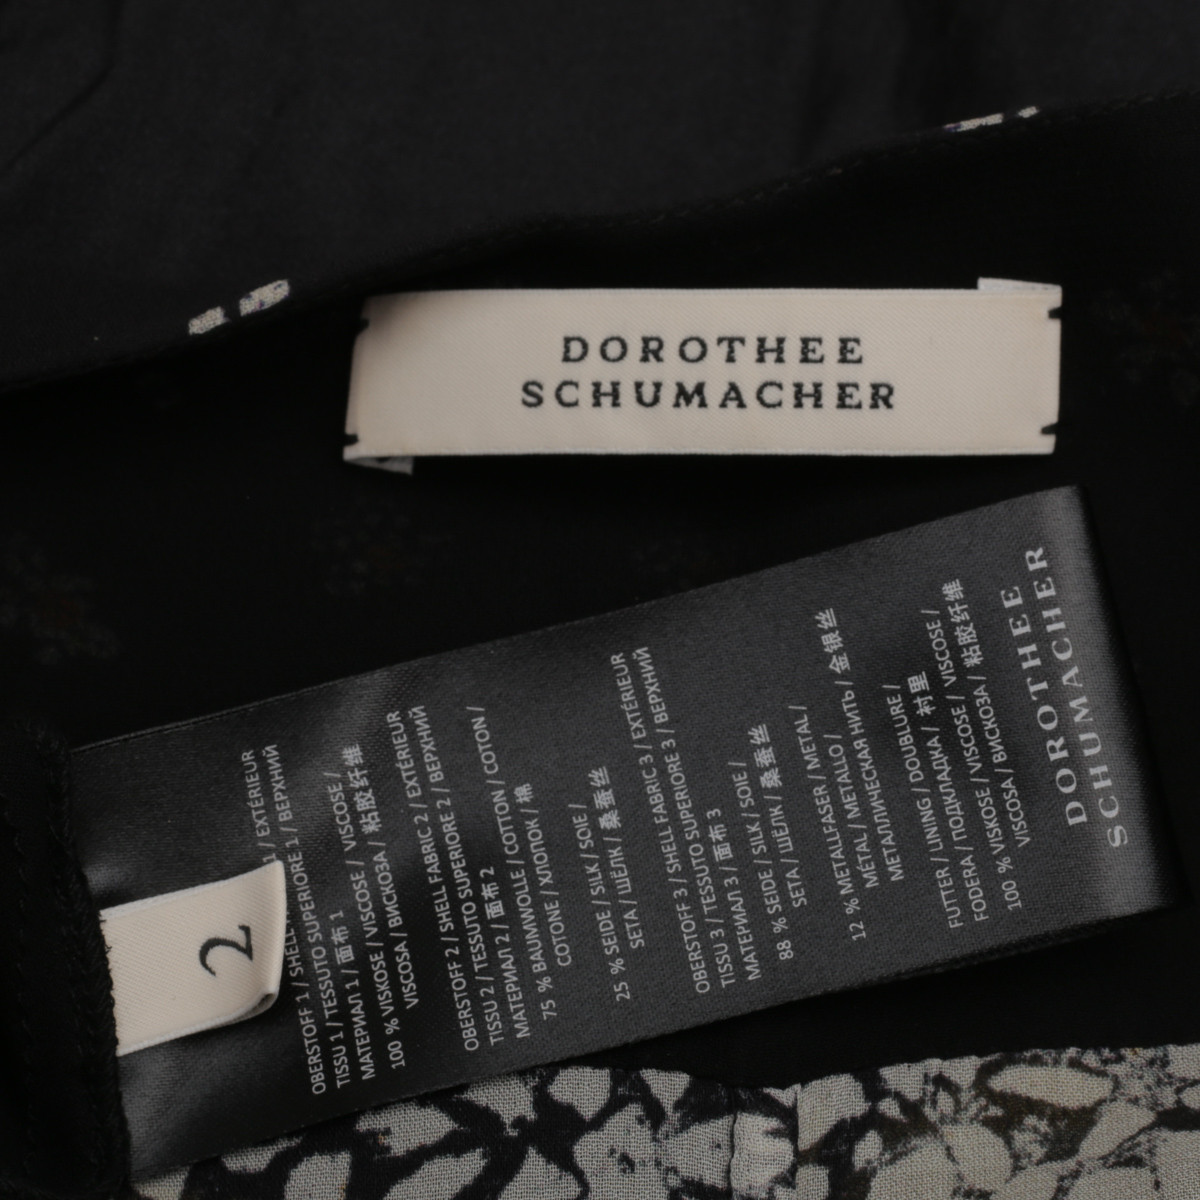 DOROTHEE
SCHUMACHER
2
1 / EXTÉRIEUR
OBERSTOFF 1 / SHELL
TISSU 1 / TESSUTO SUPERIORE 1 / ВЕРХНИЙ
МАТЕРИАЛ 1 / 面布 1
100 % VISKOSE / VISCOSE / VISCOSE /
VISCOSA / ВИСКОЗА / 粘胶纤维
OBERSTOFF 2 / SHELL FABRIC 2 / EXTÉRIEUR
TISSU 2 / TESSUTO SUPERIORE 2 / ВЕРХНИЙ
МАТЕРИАЛ 2 / 面布 2
75 % BAUMWOLLE / COTTON / COTON /
COTONE / ХЛОПОК / 棉
25 % SEIDE / SILK / SOIE /
SETA / ШЁЛК / 桑蚕丝
OBERSTOFF 3 / SHELL FABRIC 3 / EXTÉRIEUR
TISSU 3 / TESSUTO SUPERIORE 3 / ВЕРХНИЙ
МАТЕРИАЛ 3 / 面布 3
88 % SEIDE / SILK / SOIE /
SETA / ШЁЛК / 桑蚕丝
12 % METALLFASER / METAL /
MÉTAL / METALLO /
МЕТАЛЛИЧЕСКАЯ НИТЬ / 金银丝
FUTTER / LINING / DOUBLURE /
FODERA / ПОДКЛАДКА / 衬里
100 % VISKOSE / VISCOSE / VISCOSE /
VISCOSA / ВИСКОЗА / 粘胶纤维
DOROTHEE
SCHUMACHER